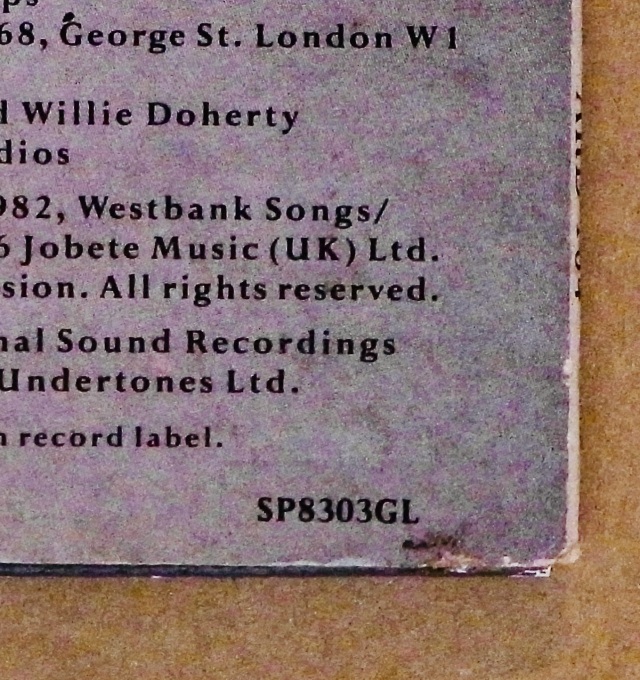 68, George St. London W1
Willie Doherty
dios
982, Westbank Songs/
6 Jobete Music (UK) Ltd.
sion. All rights reserved.
nal Sound Recordings
Undertones Ltd.
record label.
SP8303GL